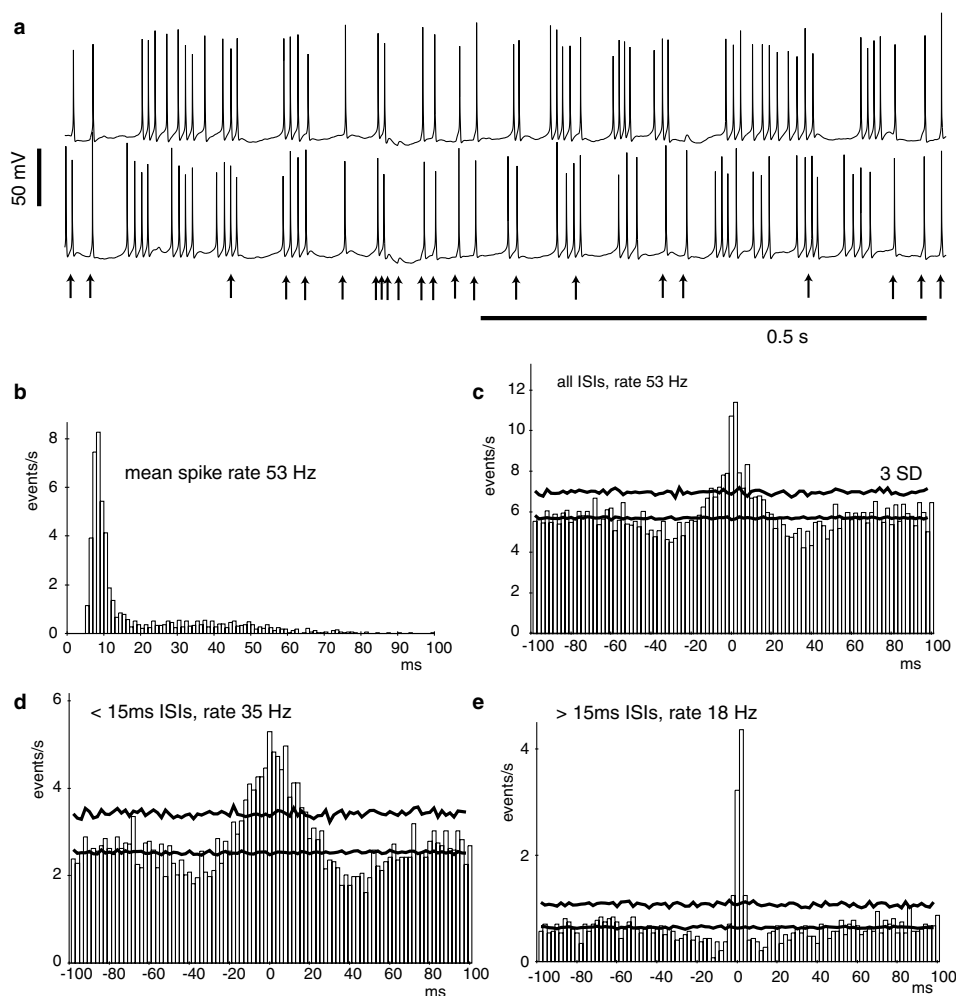 a
50 mV
0.5 s
b
mean spike rate 53 Hz
events/s
8
6
4
2
0
0 10 20 30 40 50 60 70 80 90 100
ms
c
all ISIs, rate 53 Hz
3 SD
events/s
12
10
8
6
4
2
0
-100 -80 -60 -40 -20 0 20 40 60 80 100
ms
d
< 15ms ISIs, rate 35 Hz
events/s
6
4
2
0
-100 -80 -60 -40 -20 0 20 40 60 80 100
ms
e
> 15ms ISIs, rate 18 Hz
events/s
4
2
0
-100 -80 -60 -40 -20 0 20 40 60 80 100
ms